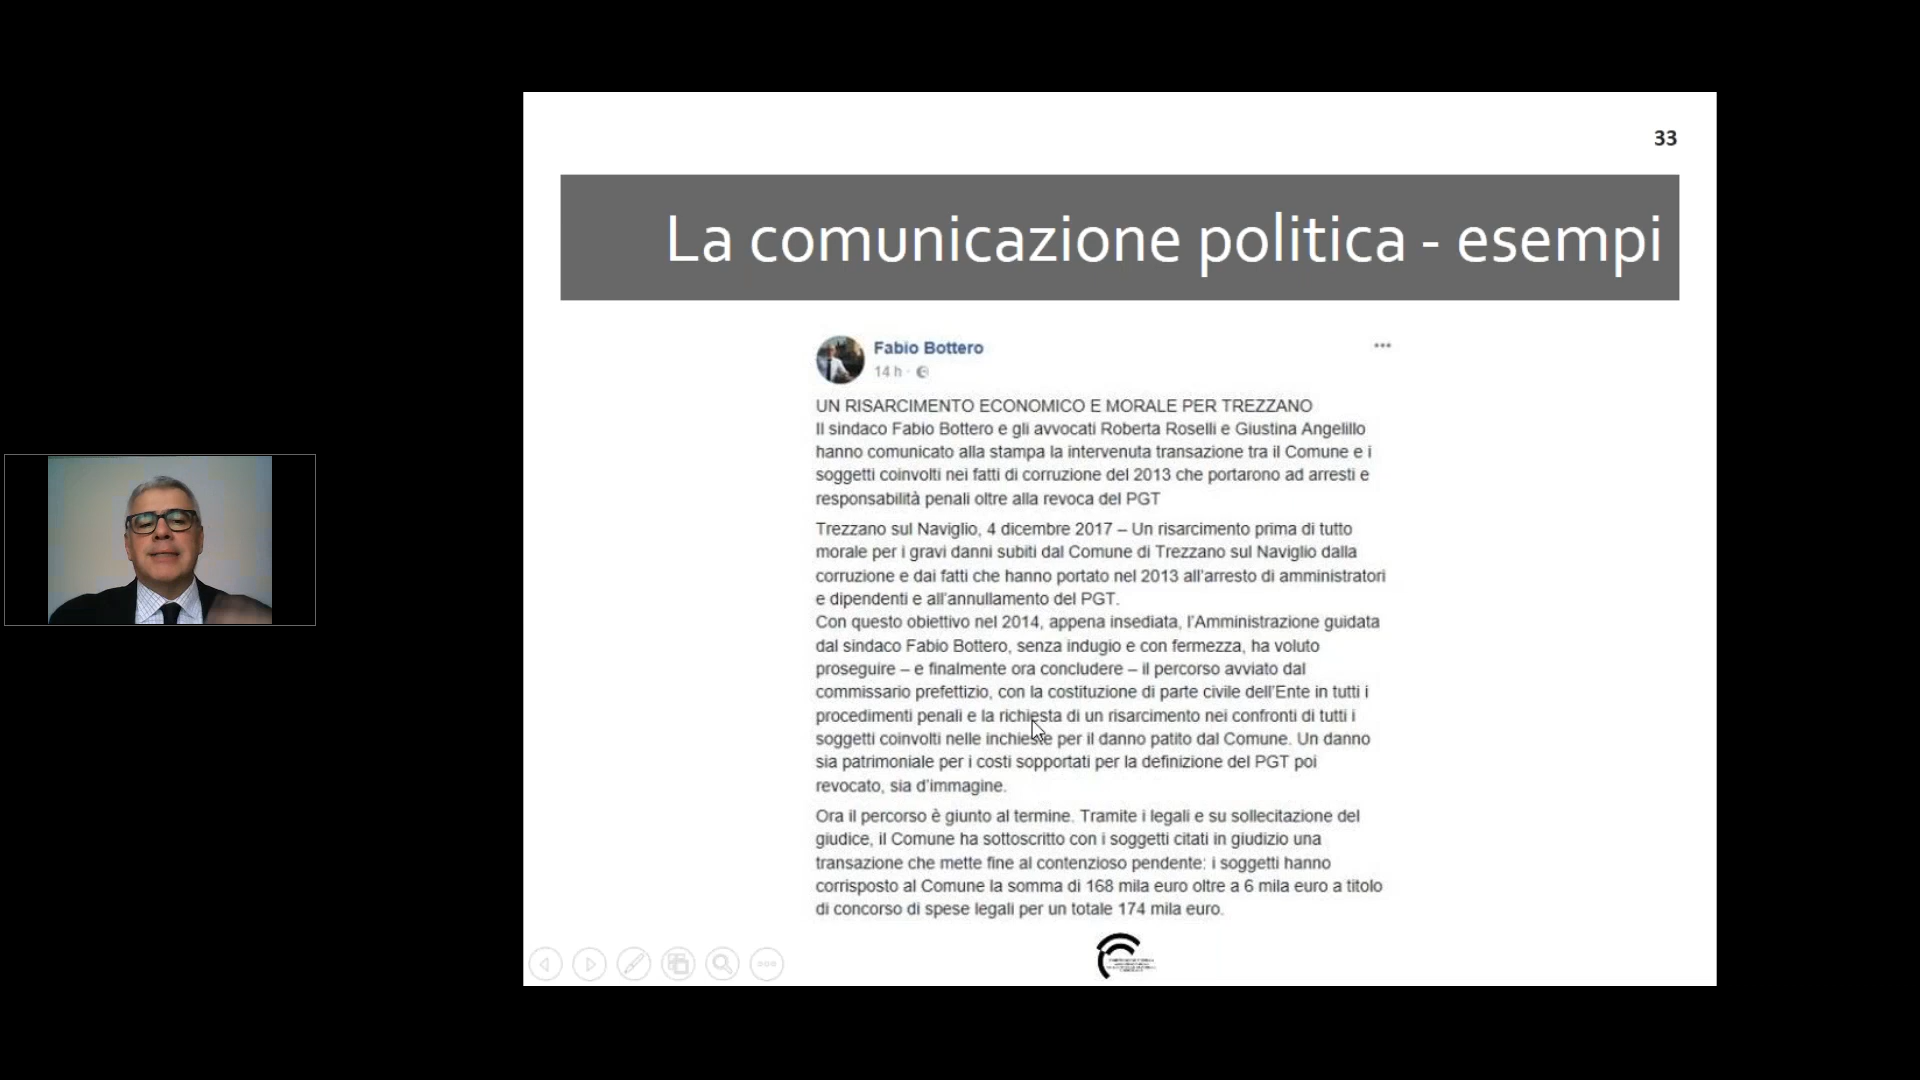 33
La comunicazione politica - esempi
Fabio Bottero
14 h ·
UN RISARCIMENTO ECONOMICO E MORALE PER TREZZANO
Il sindaco Fabio Bottero e gli avvocati Roberta Roselli e Giustina Angelillo
hanno comunicato alla stampa la intervenuta transazione tra il Comune e i
soggetti coinvolti nei fatti di corruzione del 2013 che portarono ad arresti e
responsabilità penali oltre alla revoca del PGT
Trezzano sul Naviglio, 4 dicembre 2017 – Un risarcimento prima di tutto
morale per i gravi danni subiti dal Comune di Trezzano sul Naviglio dalla
corruzione e dai fatti che hanno portato nel 2013 all'arresto di amministratori
e dipendenti e all'annullamento del PGT.
Con questo obiettivo nel 2014, appena insediata, l'Amministrazione guidata
dal sindaco Fabio Bottero, senza indugio e con fermezza, ha voluto
proseguire – e finalmente ora concludere – il percorso avviato dal
commissario prefettizio, con la costituzione di parte civile dell'Ente in tutti i
procedimenti penali e la richiesta di un risarcimento nei confronti di tutti i
soggetti coinvolti nelle inchieste per il danno patito dal Comune. Un danno
sia patrimoniale per i costi sopportati per la definizione del PGT poi
revocato, sia d'immagine.
Ora il percorso è giunto al termine. Tramite i legali e su sollecitazione del
giudice, il Comune ha sottoscritto con i soggetti citati in giudizio una
transazione che mette fine al contenzioso pendente: i soggetti hanno
corrisposto al Comune la somma di 168 mila euro oltre a 6 mila euro a titolo
di concorso di spese legali per un totale 174 mila euro.